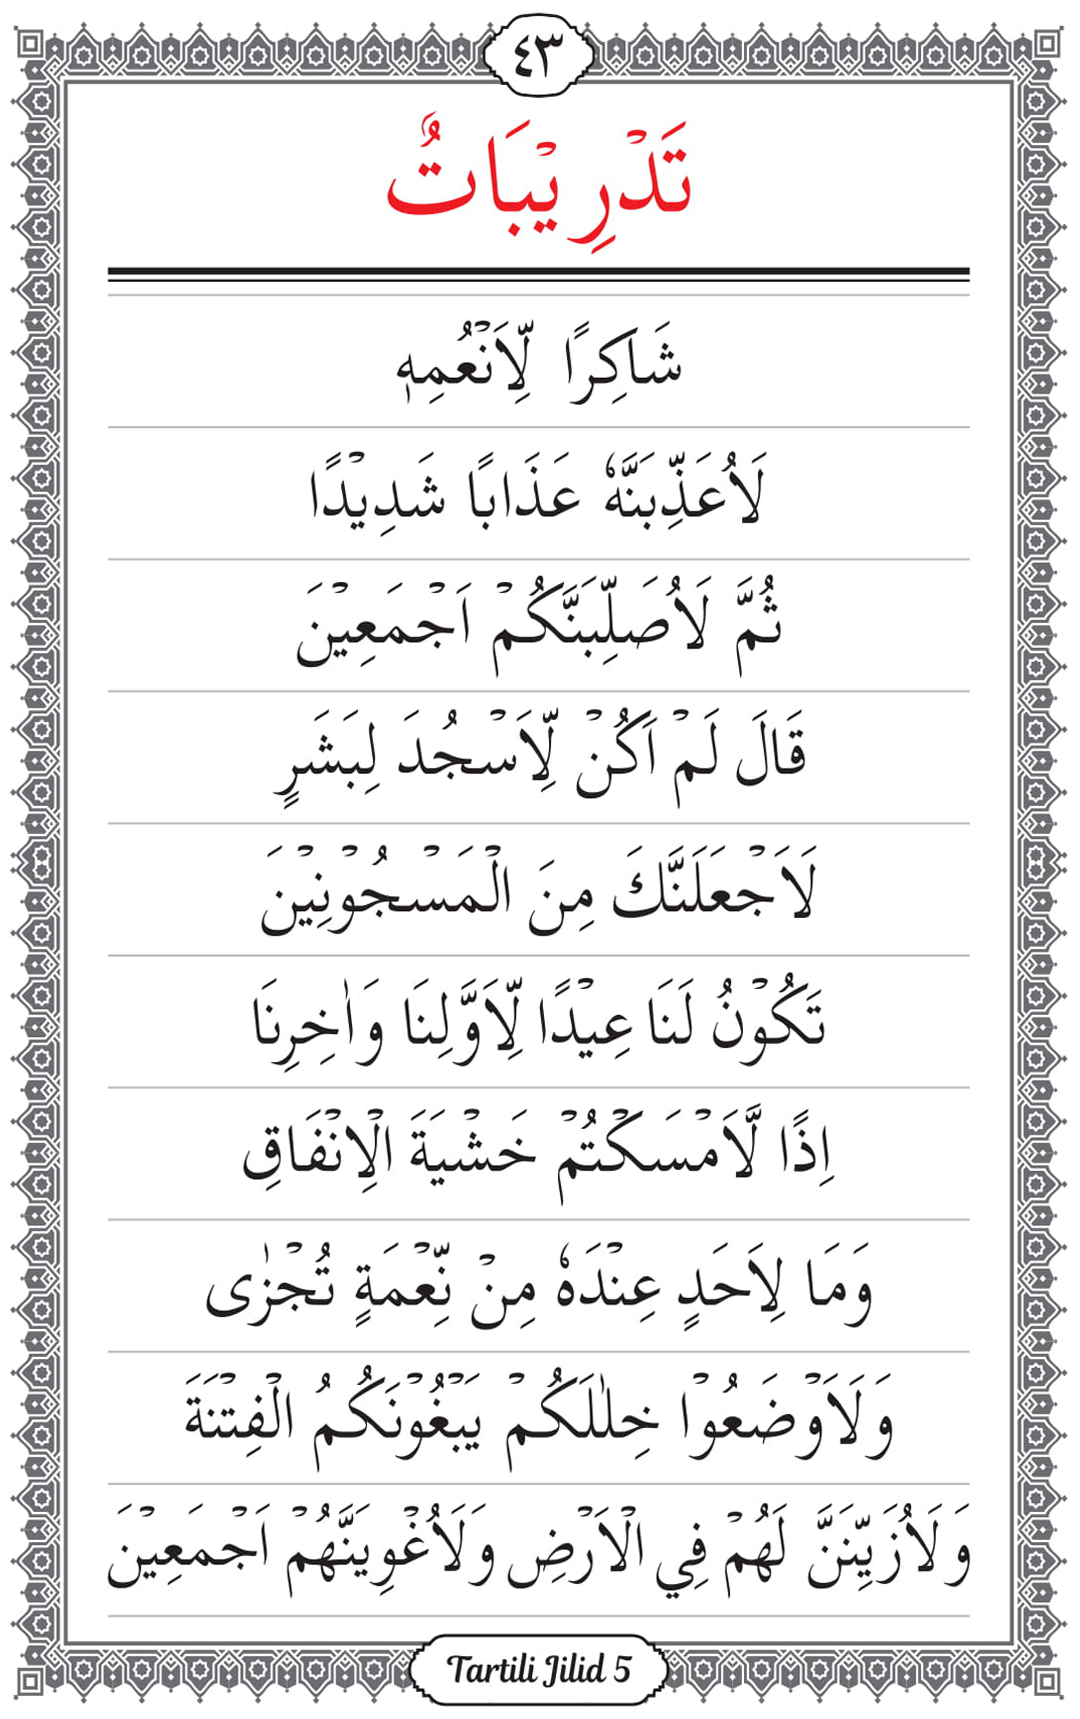 ٤٣
تَدْرِيْبَاتٌ
شَاكِرًا لِّاَنْعُمِهٖ
لَاُعَذِّبَنَّهٗ عَذَابًا شَدِيْدًا
ثُمَّ لَاُصَلِّبَنَّكُمْ اَجْمَعِيْنَ
قَالَ لَمْ اَكُنْ لِّاَسْجُدَ لِبَشَرٍ
لَاَجْعَلَنَّكَ مِنَ الْمَسْجُوْنِيْنَ
تَكُوْنُ لَنَا عِيْدًا لِّاَوَّلِنَا وَاٰخِرِنَا
اِذًا لَّاَمْسَكْتُمْ خَشْيَةَ الْاِنْفَاقِ
وَمَا لِاَحَدٍ عِنْدَهٗ مِنْ نِّعْمَةٍ تُجْزٰى
وَلَاَوْضَعُوْا خِلٰلَكُمْ يَبْغُوْنَكُمُ الْفِتْنَةَ
وَلَاُزَيِّنَنَّ لَهُمْ فِي الْاَرْضِ وَلَاُغْوِيَنَّهُمْ اَجْمَعِيْنَ
Tartili Jilid 5